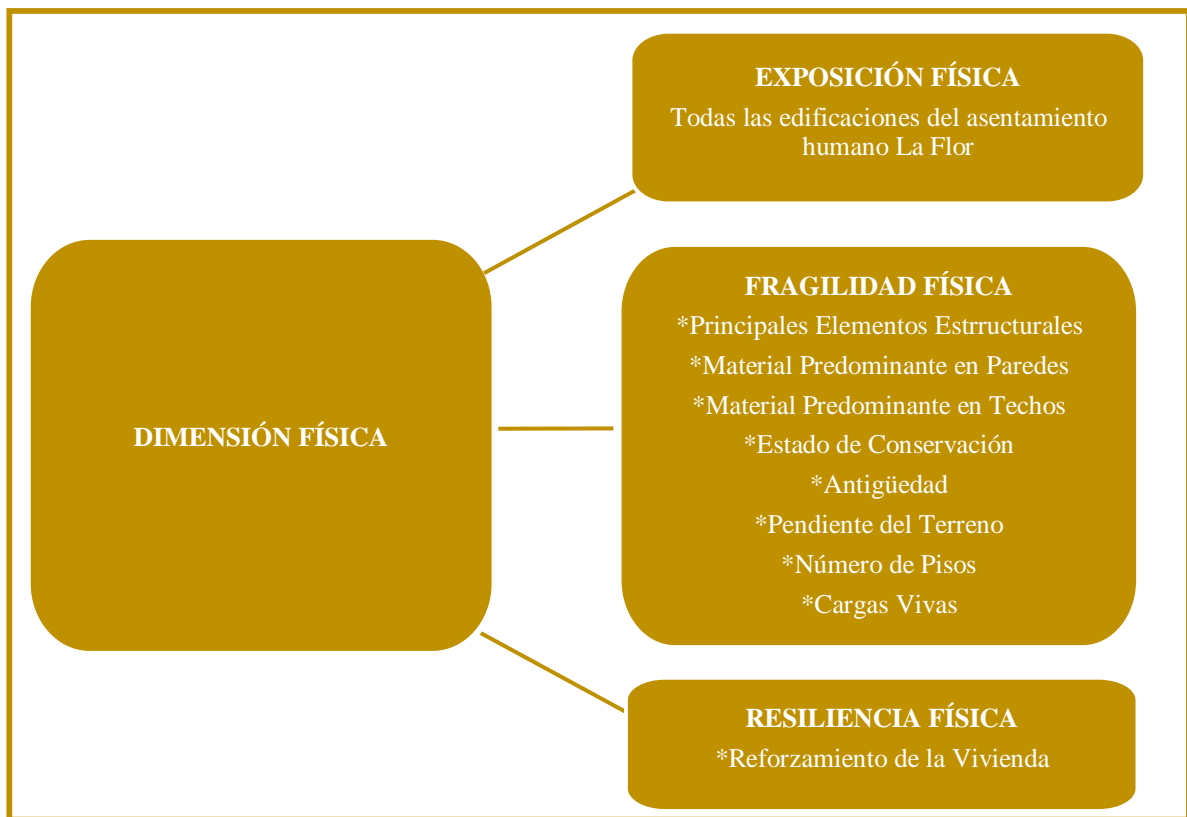 EXPOSICIÓN FÍSICA
Todas las edificaciones del asentamiento
humano La Flor
DIMENSIÓN FÍSICA
FRAGILIDAD FÍSICA
*Principales Elementos Estrructurales
*Material Predominante en Paredes
*Material Predominante en Techos
*Estado de Conservación
*Antigüedad
*Pendiente del Terreno
*Número de Pisos
*Cargas Vivas
RESILIENCIA FÍSICA
*Reforzamiento de la Vivienda